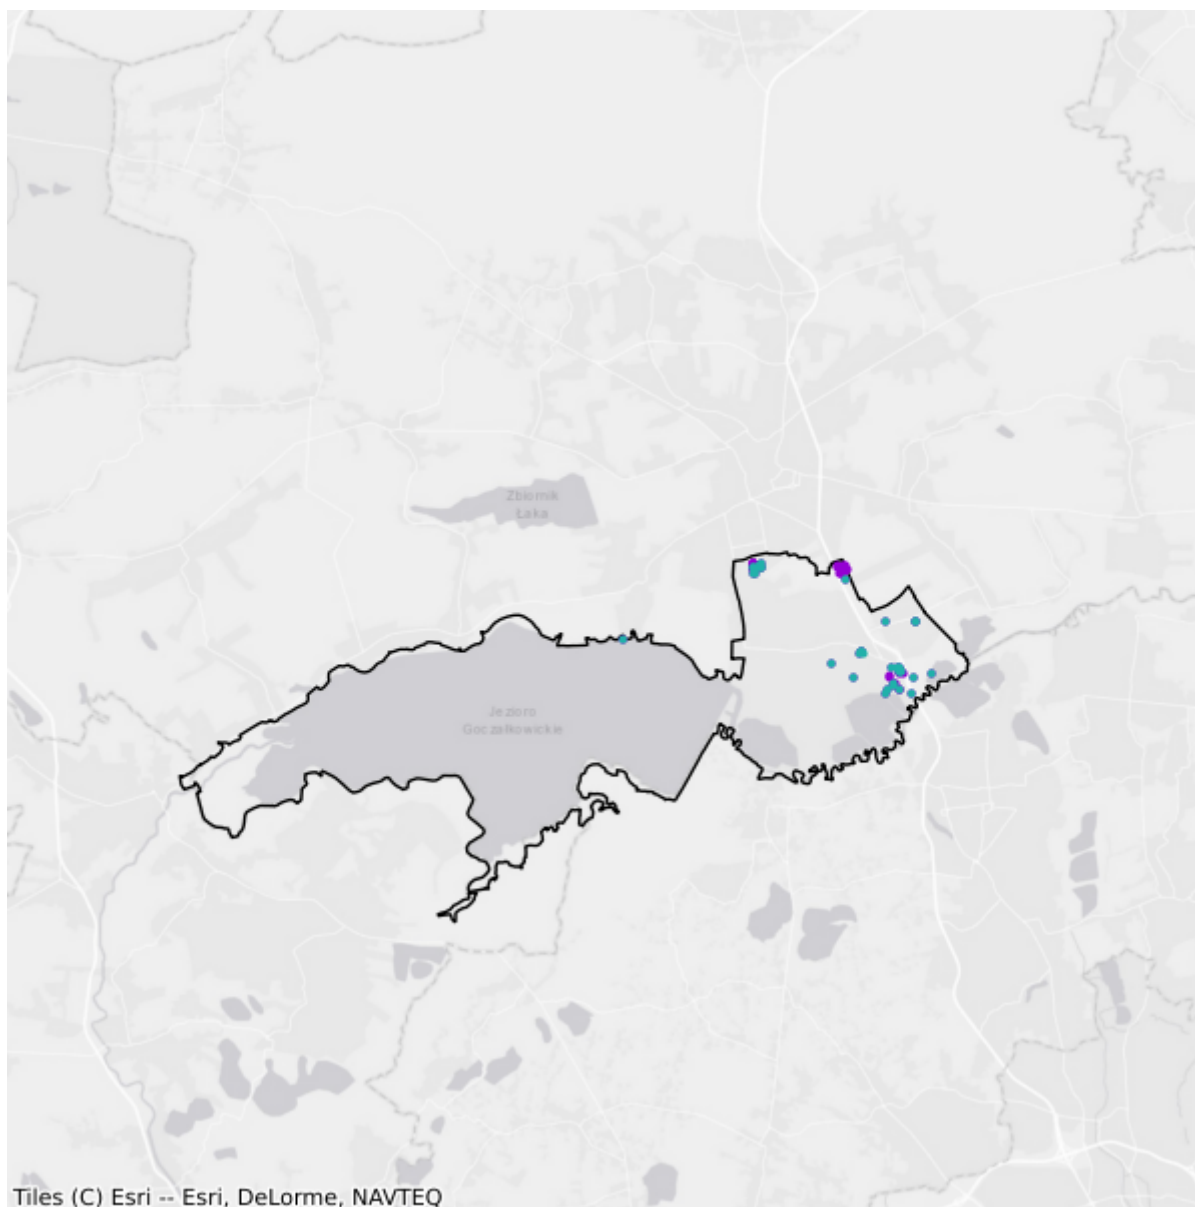 Zbiornik
Łąka
Jezioro
Goczałkowickie
Tiles (C) Esri -- Esri, DeLorme, NAVTEQ